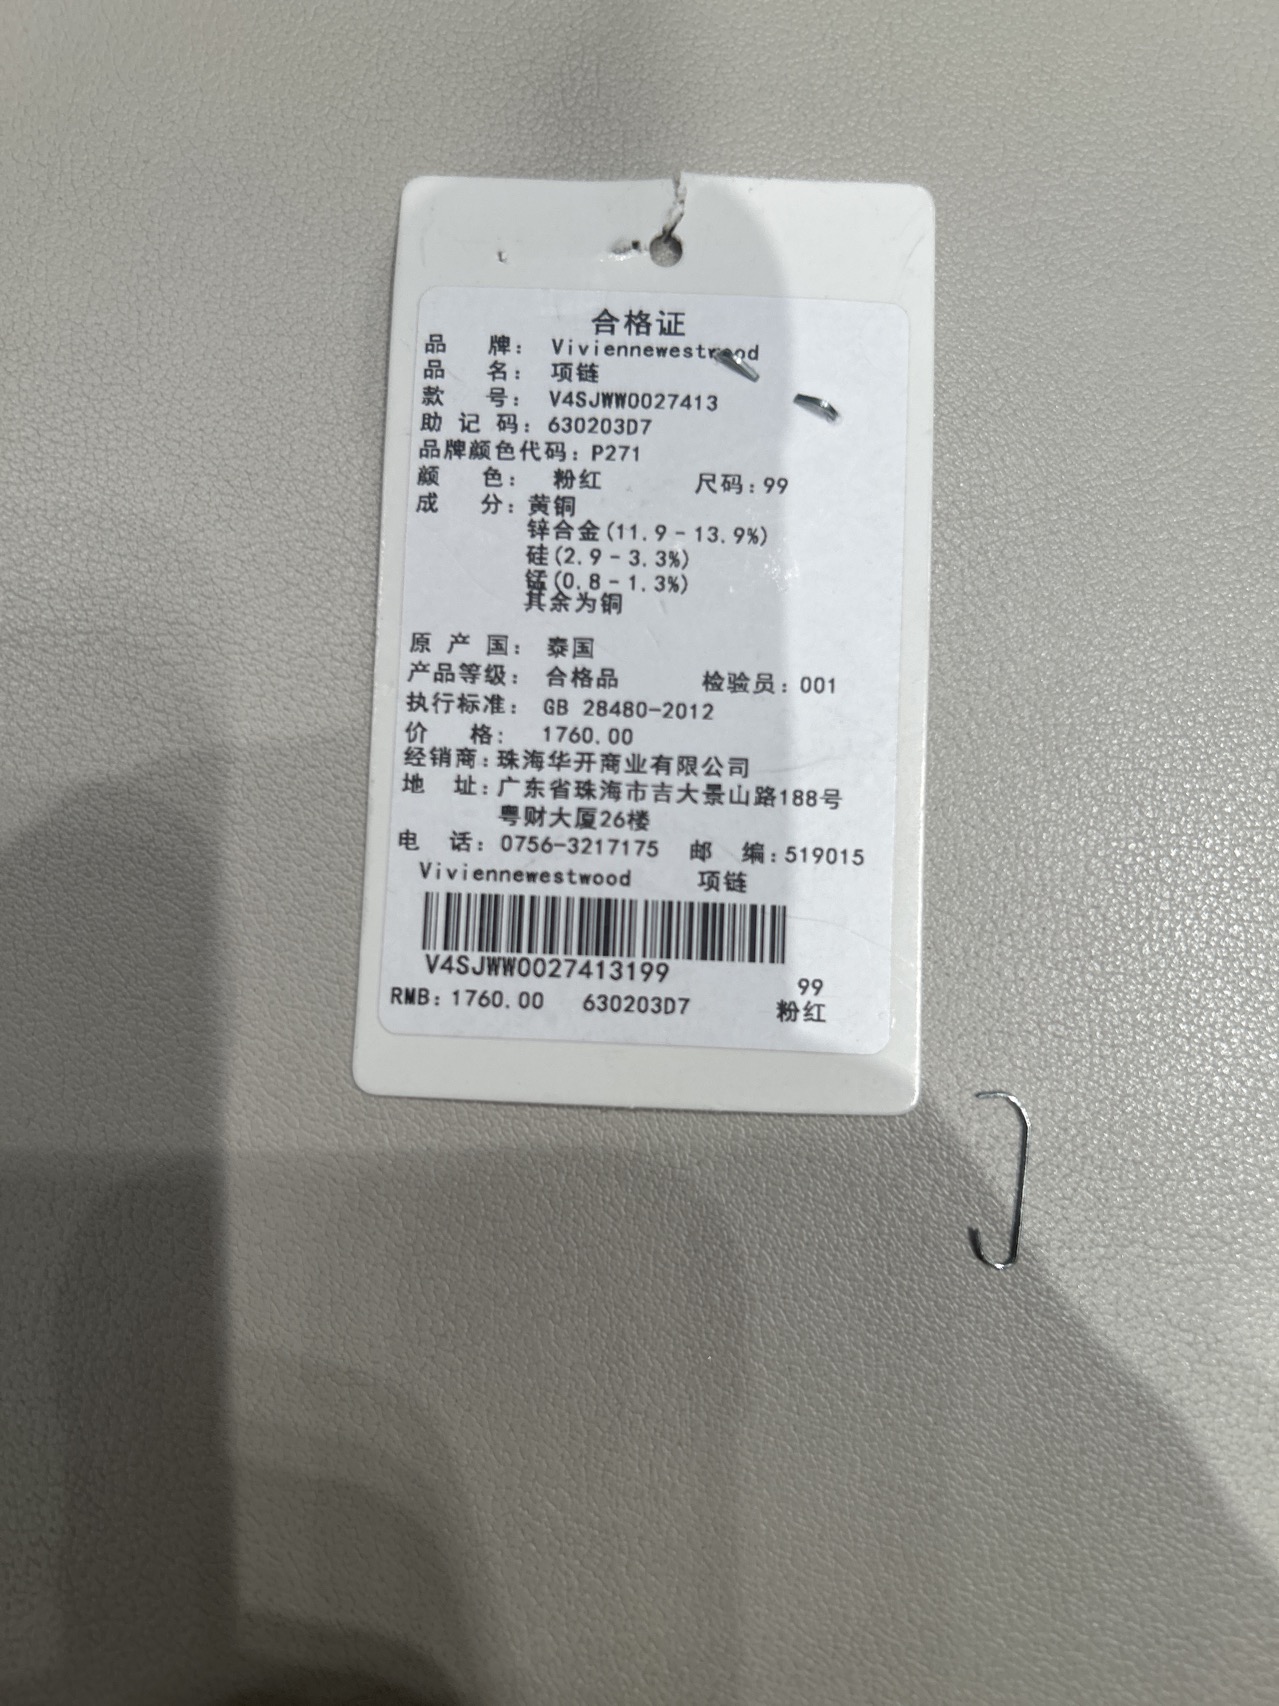 合格证
品 牌： Viviennewestwood
品 名： 项链
款 号： V4SJWW0027413
助 记 码：630203D7
品牌颜色代码：P271
颜 色： 粉红 尺码：99
成 分：黄铜
锌合金(11.9-13.9%)
硅(2.9-3.3%)
锰(0.8-1.3%)
其余为铜
原 产 国： 泰国
产品等级： 合格品 检验员：001
执行标准： GB 28480-2012
价 格： 1760.00
经销商：珠海华开商业有限公司
地 址：广东省珠海市吉大景山路188号
粤财大厦26楼
电 话：0756-3217175 邮 编：519015
Viviennewestwood 项链
V4SJWW0027413199 99
RMB：1760.00 630203D7 粉红